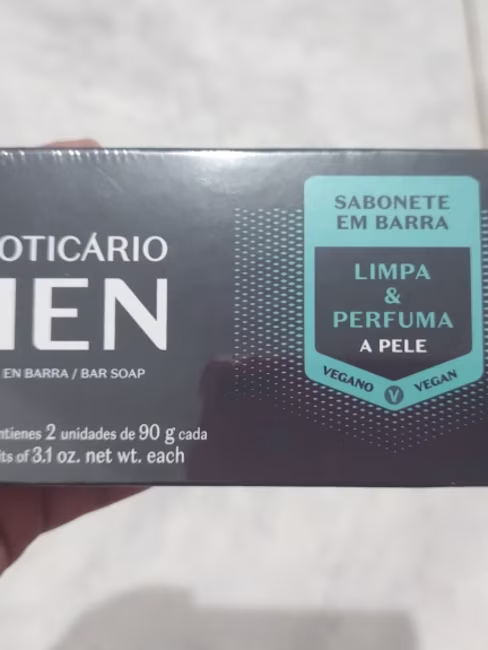 OTICÁRIO
MEN
EN BARRA / BAR SOAP
ntienes 2 unidades de 90 g cada
its of 3.1 oz. net wt. each
SABONETE
EM BARRA
LIMPA
&
PERFUMA
A PELE
VEGANO V VEGAN